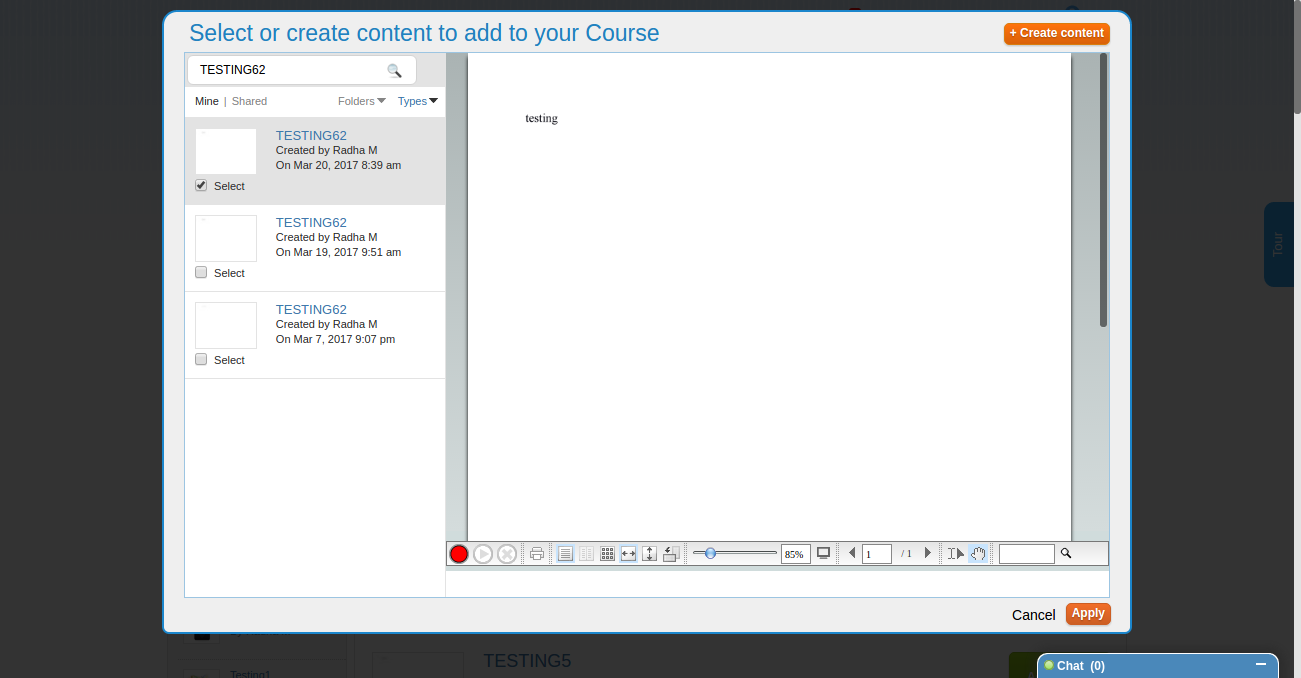 Select or create content to add to your Course
+ Create content
TESTING62
Mine | Shared
Folders
Types
TESTING62
Created by Radha M
On Mar 20, 2017 8:39 am
Select
TESTING62
Created by Radha M
On Mar 19, 2017 9:51 am
Select
TESTING62
Created by Radha M
On Mar 7, 2017 9:07 pm
Select
testing
85%
1
/ 1
Cancel
Apply
Tour
TESTING5
Testing1
Chat (0)